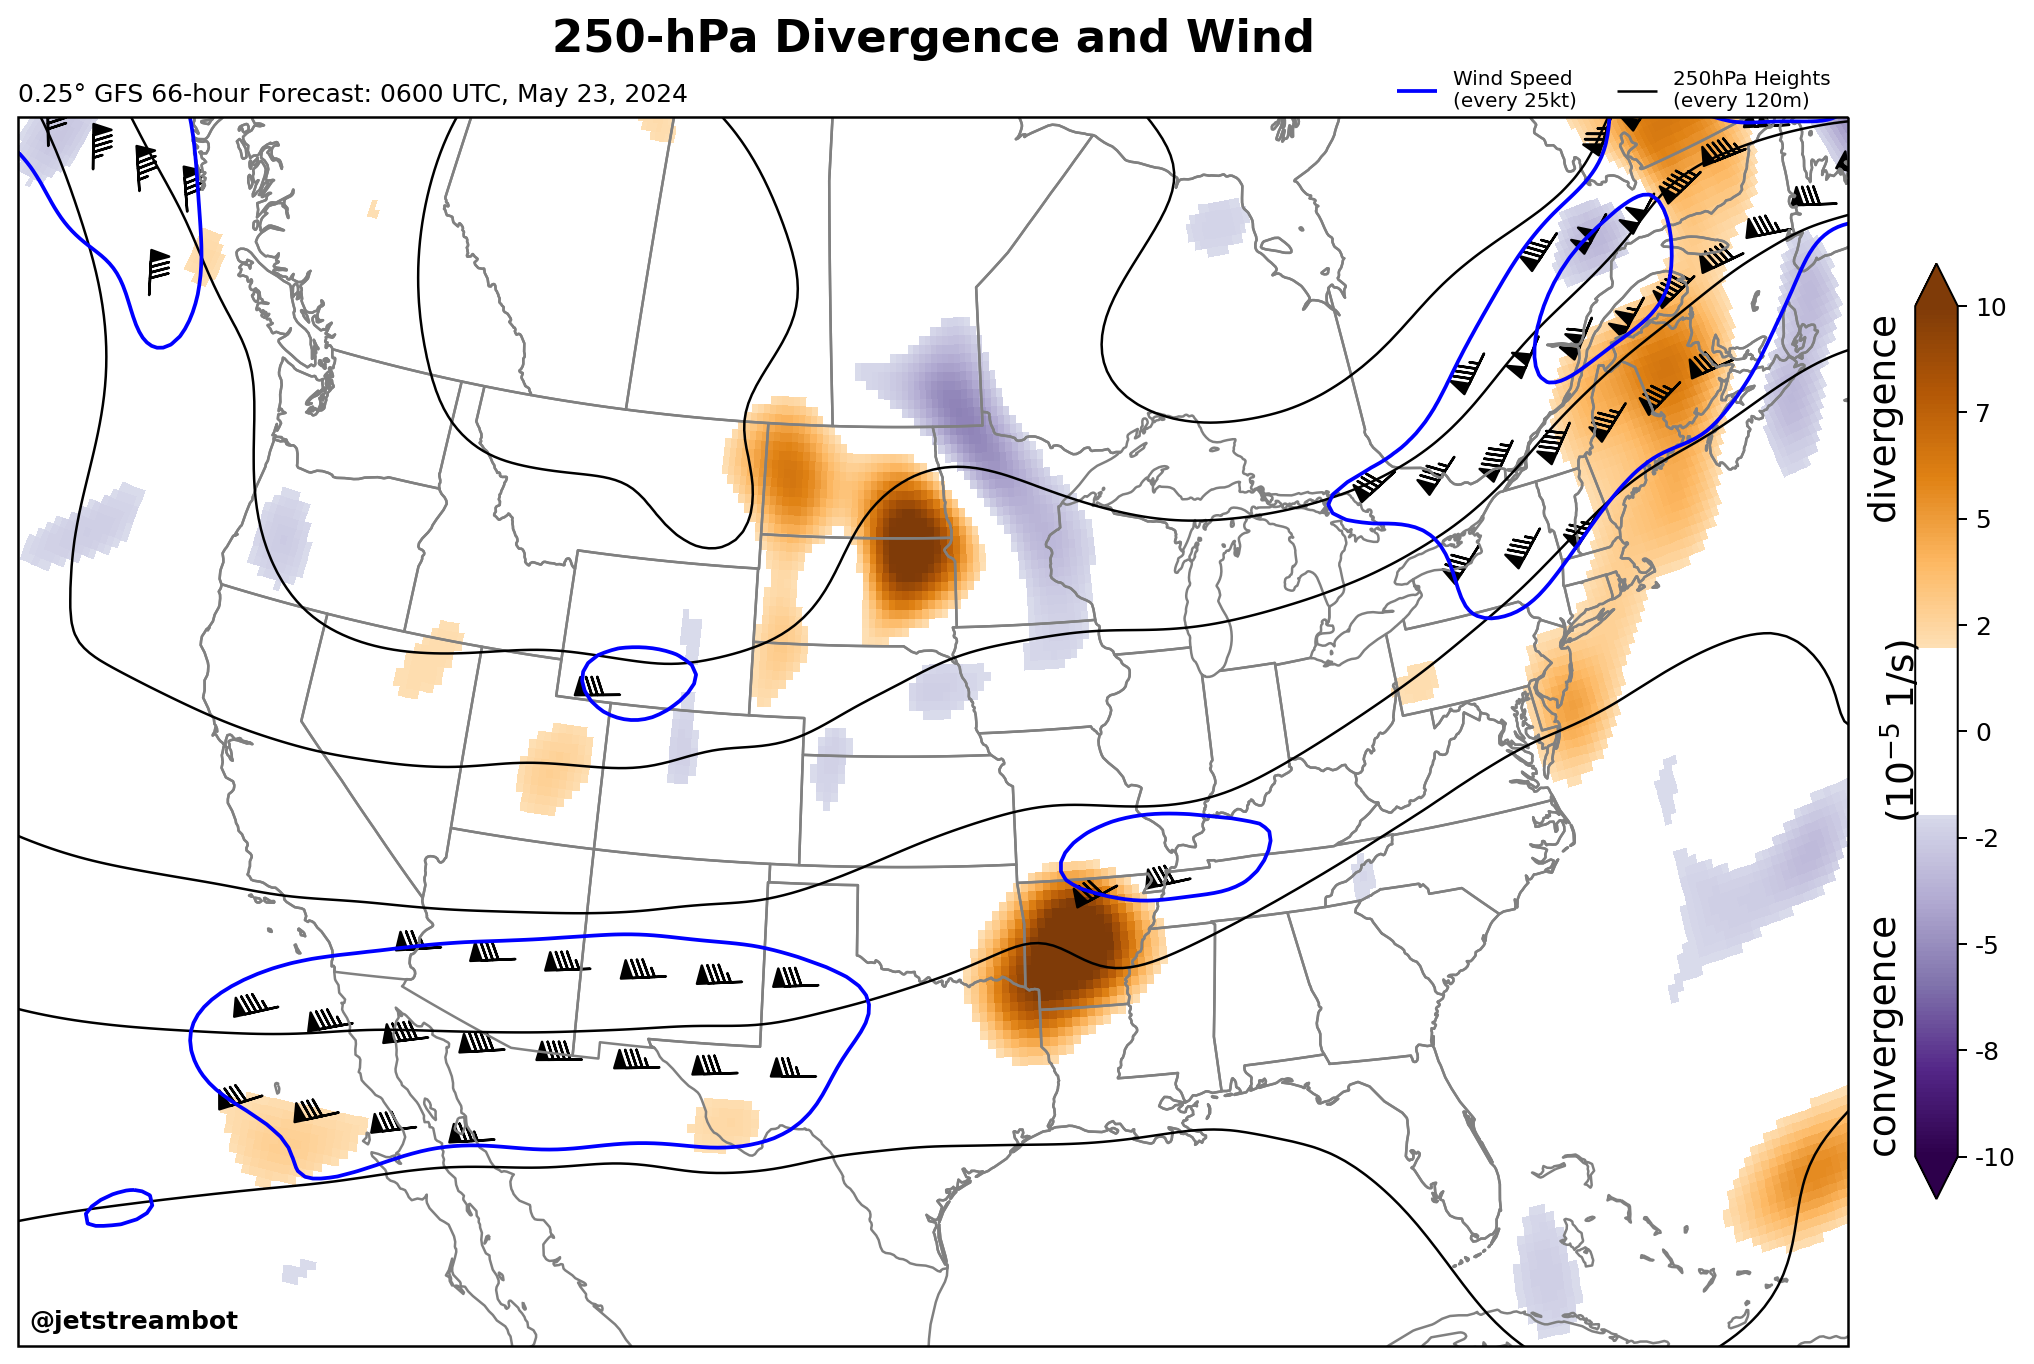 250-hPa Divergence and Wind
0.25° GFS 66-hour Forecast: 0600 UTC, May 23, 2024
Wind Speed
(every 25kt)
250hPa Heights
(every 120m)
divergence
(10⁻⁵ 1/s)
convergence
10
7
5
2
0
-2
-5
-8
-10
@jetstreambot